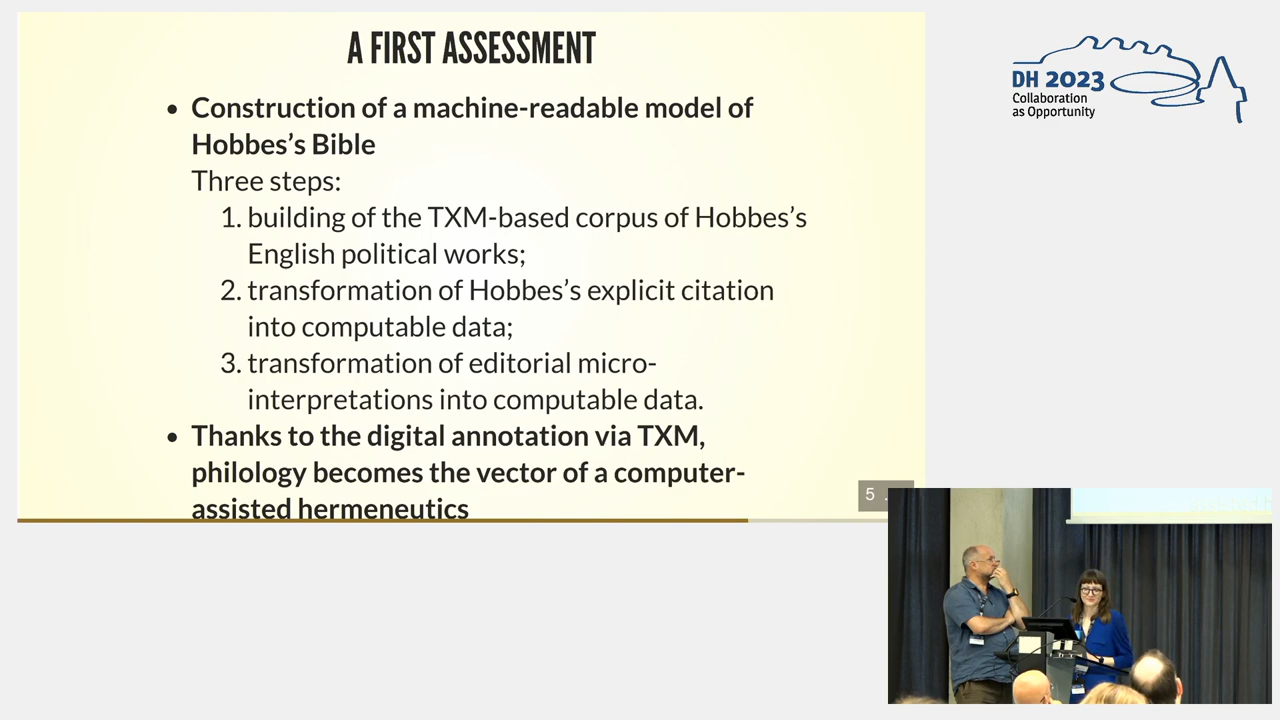 A FIRST ASSESSMENT
• Construction of a machine-readable model of
Hobbes’s Bible
Three steps:
1. building of the TXM-based corpus of Hobbes’s
English political works;
2. transformation of Hobbes’s explicit citation
into computable data;
3. transformation of editorial micro-
interpretations into computable data.
• Thanks to the digital annotation via TXM,
philology becomes the vector of a computer-
assisted hermeneutics
5 .
DH 2023
Collaboration
as Opportunity